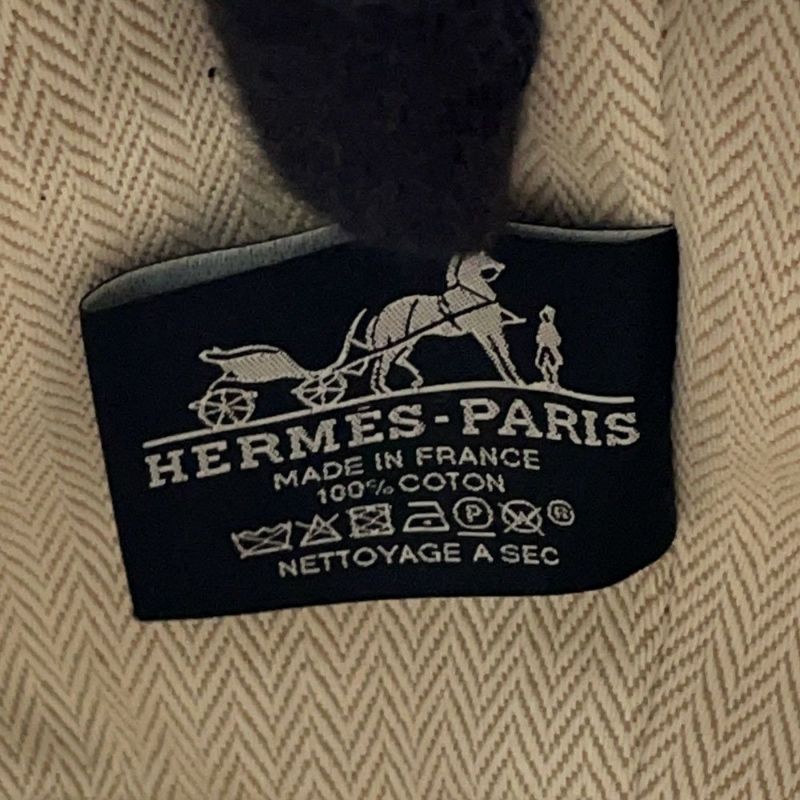 HERMÈS-PARIS
MADE IN FRANCE
100% COTON
P W ®
NETTOYAGE A SEC